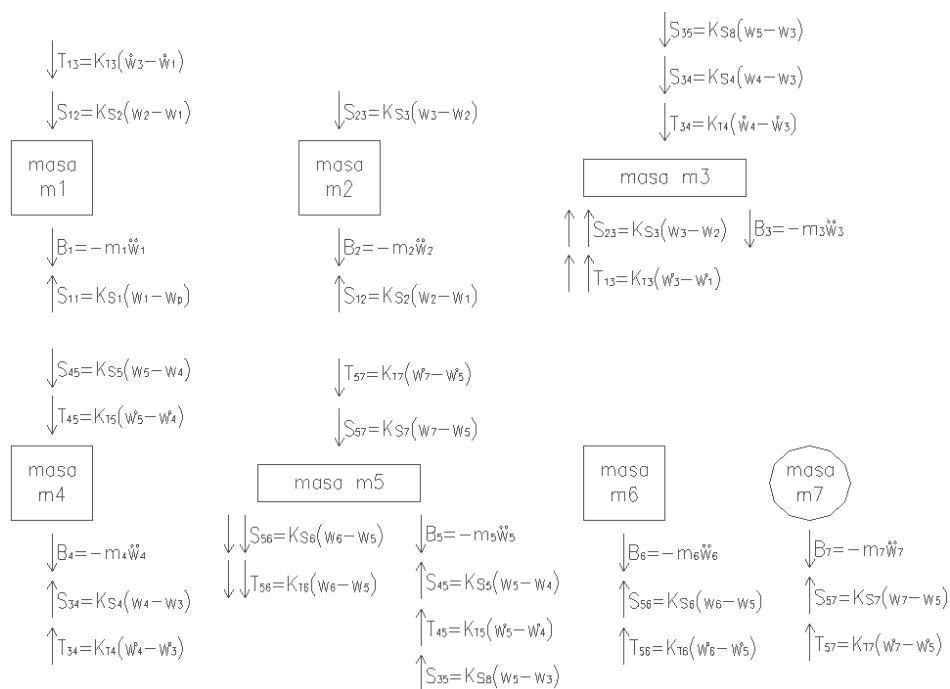 T13=KT3(ẇ3−ẇ1)
S12=KS2(w2−w1)
masa
m1
B1=−m1ẅ1
S11=KS1(w1−wp)
S23=KS3(w3−w2)
masa
m2
B2=−m2ẅ2
S12=KS2(w2−w1)
S35=KS8(w5−w3)
S34=KS4(w4−w3)
T34=KT4(ẇ4−ẇ3)
masa m3
S23=KS3(w3−w2)
B3=−m3ẅ3
T13=KT3(ẇ3−ẇ1)
S45=KS5(w5−w4)
T45=KT5(ẇ5−ẇ4)
masa
m4
B4=−m4ẅ4
S34=KS4(w4−w3)
T34=KT4(ẇ4−ẇ3)
T57=KT7(ẇ7−ẇ5)
S57=KS7(w7−w5)
masa m5
S56=KS6(w6−w5)
T56=KT6(w6−w5)
B5=−m5ẅ5
S45=KS5(w5−w4)
T45=KT5(ẇ5−ẇ4)
S35=KS8(w5−w3)
masa
m6
B6=−m6ẅ6
S56=KS6(w6−w5)
T56=KT6(ẇ6−ẇ5)
masa
m7
B7=−m7ẅ7
S57=KS7(w7−w5)
T57=KT7(ẇ7−ẇ5)